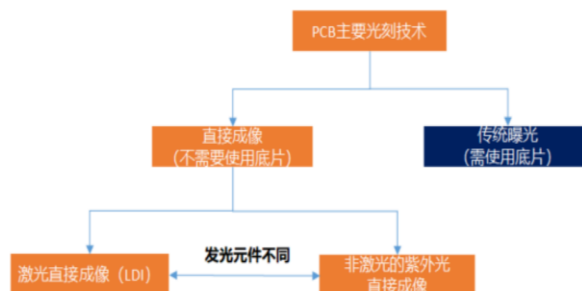 PCB主要光刻技术
直接成像
（不需要使用底片）
传统曝光
（需使用底片）
发光元件不同
激光直接成像（LDI）
非激光的紫外光
直接成像